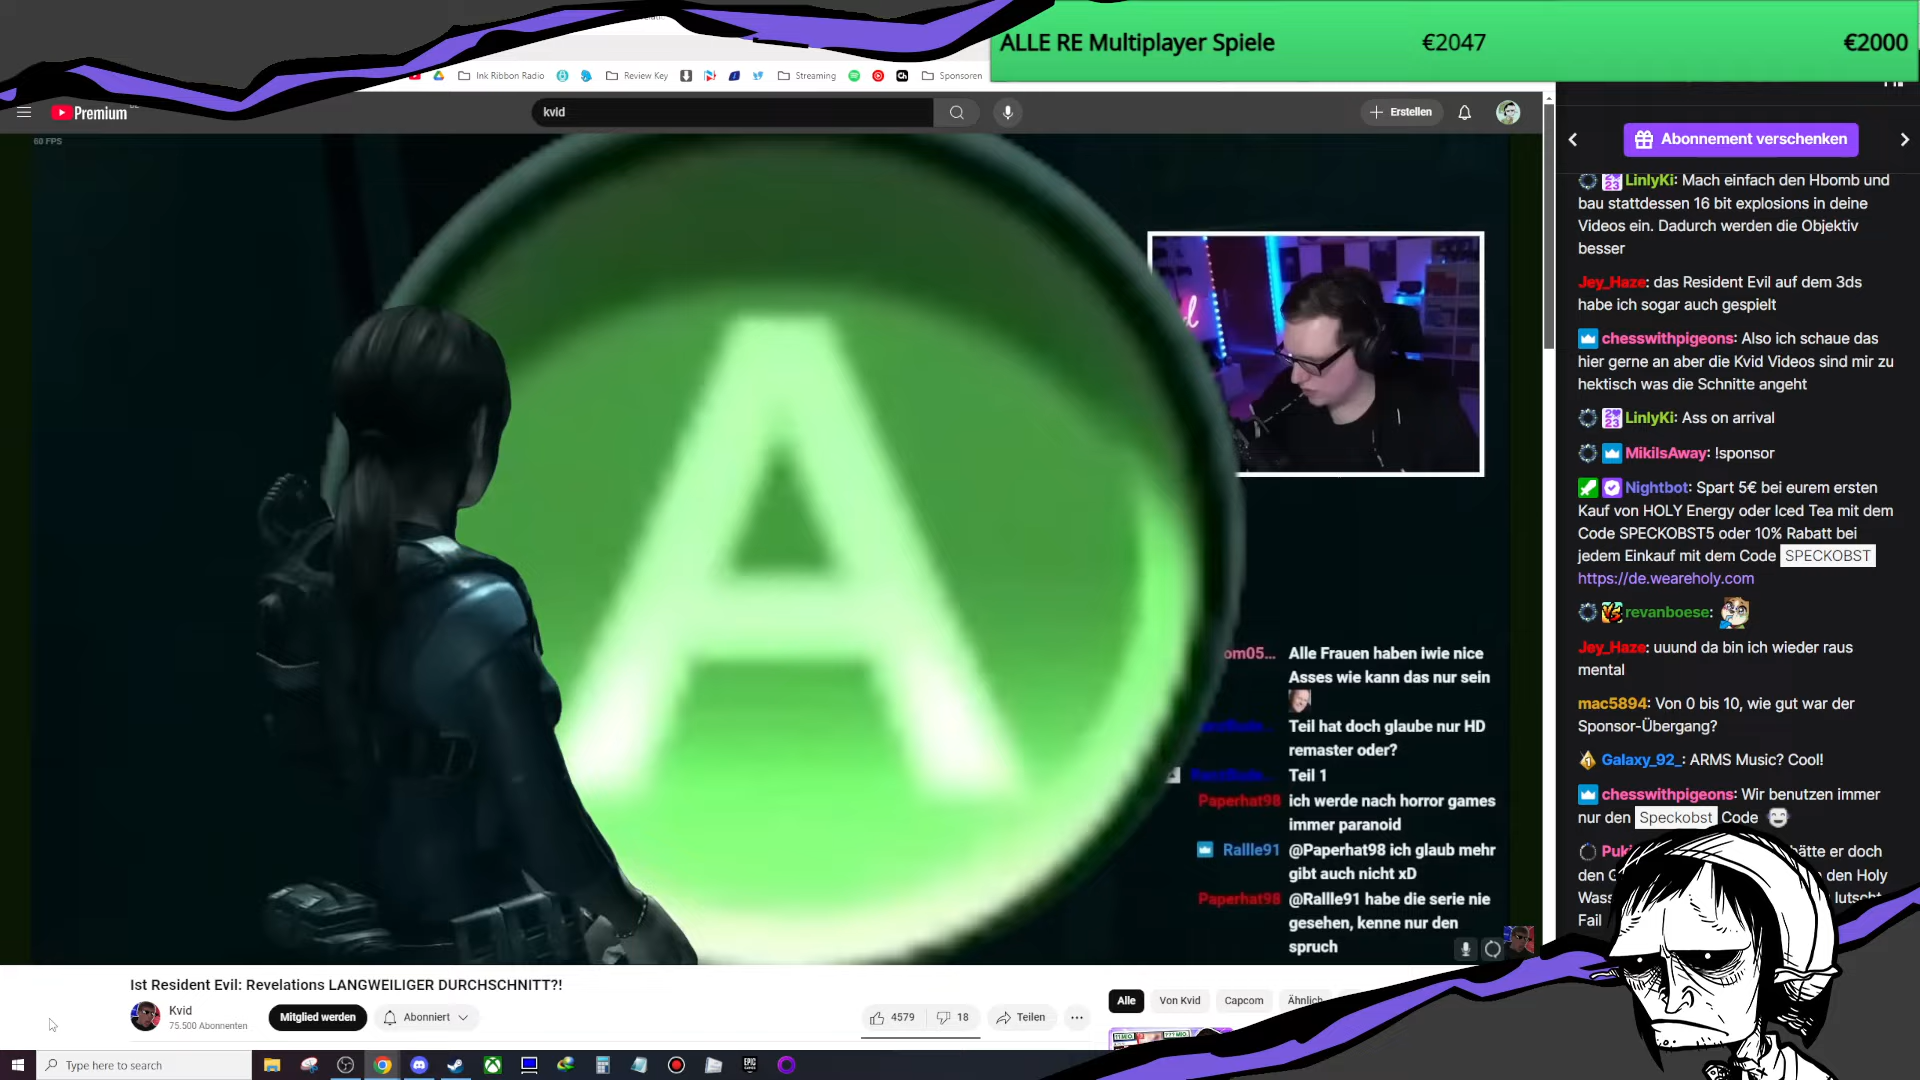 ALLE RE Multiplayer Spiele €2047 €2000
Ink Ribbon Radio Review Key Streaming Sponsoren
Premium
kvid
Erstellen
60 FPS
A
Alle Frauen haben iwie nice
Asses wie kann das nur sein
Teil hat doch glaube nur HD
remaster oder?
Teil 1
Paperhat98 ich werde nach horror games
immer paranoid
Rallle91 @Paperhat98 ich glaub mehr
gibt auch nicht xD
Paperhat98 @Rallle91 habe die serie nie
gesehen, kenne nur den
spruch
Ist Resident Evil: Revelations LANGWEILIGER DURCHSCHNITT?!
Kvid
75.500 Abonnenten
Mitglied werden
Abonniert
4579
18
Teilen
Alle
Von Kvid
Capcom
Ähnlich
Type here to search
Abonnement verschenken
LinlyKi: Mach einfach den Hbomb und
bau stattdessen 16 bit explosions in deine
Videos ein. Dadurch werden die Objektiv
besser
Jey_Haze: das Resident Evil auf dem 3ds
habe ich sogar auch gespielt
chesswithpigeons: Also ich schaue das
hier gerne an aber die Kvid Videos sind mir zu
hektisch was die Schnitte angeht
LinlyKi: Ass on arrival
MikiIsAway: !sponsor
Nightbot: Spart 5€ bei eurem ersten
Kauf von HOLY Energy oder Iced Tea mit dem
Code SPECKOBST5 oder 10% Rabatt bei
jedem Einkauf mit dem Code SPECKOBST
https://de.weareholy.com
revanboese:
Jey_Haze: uuund da bin ich wieder raus
mental
mac5894: Von 0 bis 10, wie gut war der
Sponsor-Übergang?
Galaxy_92_: ARMS Music? Cool!
chesswithpigeons: Wir benutzen immer
nur den Speckobst Code
hätte er doch
den Holy
Fail